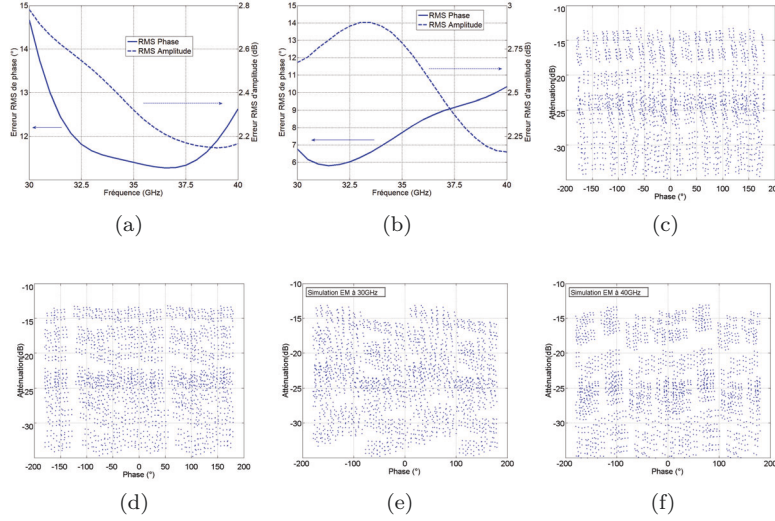 15
14
13
12
30
32.5
35
37.5
40
2.8
2.6
2.4
2.2
2
RMS Phase
RMS Amplitude
Erreur RMS de phase (°)
Erreur RMS d'amplitude (dB)
Fréquence (GHz)
(a)
15
14
13
12
11
10
9
8
7
6
30
32.5
35
37.5
40
3
2.75
2.5
2.25
2
RMS Phase
RMS Amplitude
Erreur RMS de phase (°)
Erreur RMS d'amplitude (dB)
Fréquence (GHz)
(b)
-10
-15
-20
-25
-30
-200 -150 -100 -50 0 50 100 150 200
Atténuation(dB)
Phase (°)
(c)
-10
-15
-20
-25
-30
-200 -150 -100 -50 0 50 100 150 200
Atténuation(dB)
Phase (°)
(d)
Simulation EM à 30GHz
-10
-15
-20
-25
-30
-200
-100
0
100
200
Atténuation(dB)
Phase (°)
(e)
Simulation EM à 40GHz
-10
-15
-20
-25
-30
-200
-100
0
100
200
Atténuation(dB)
Phase (°)
(f)